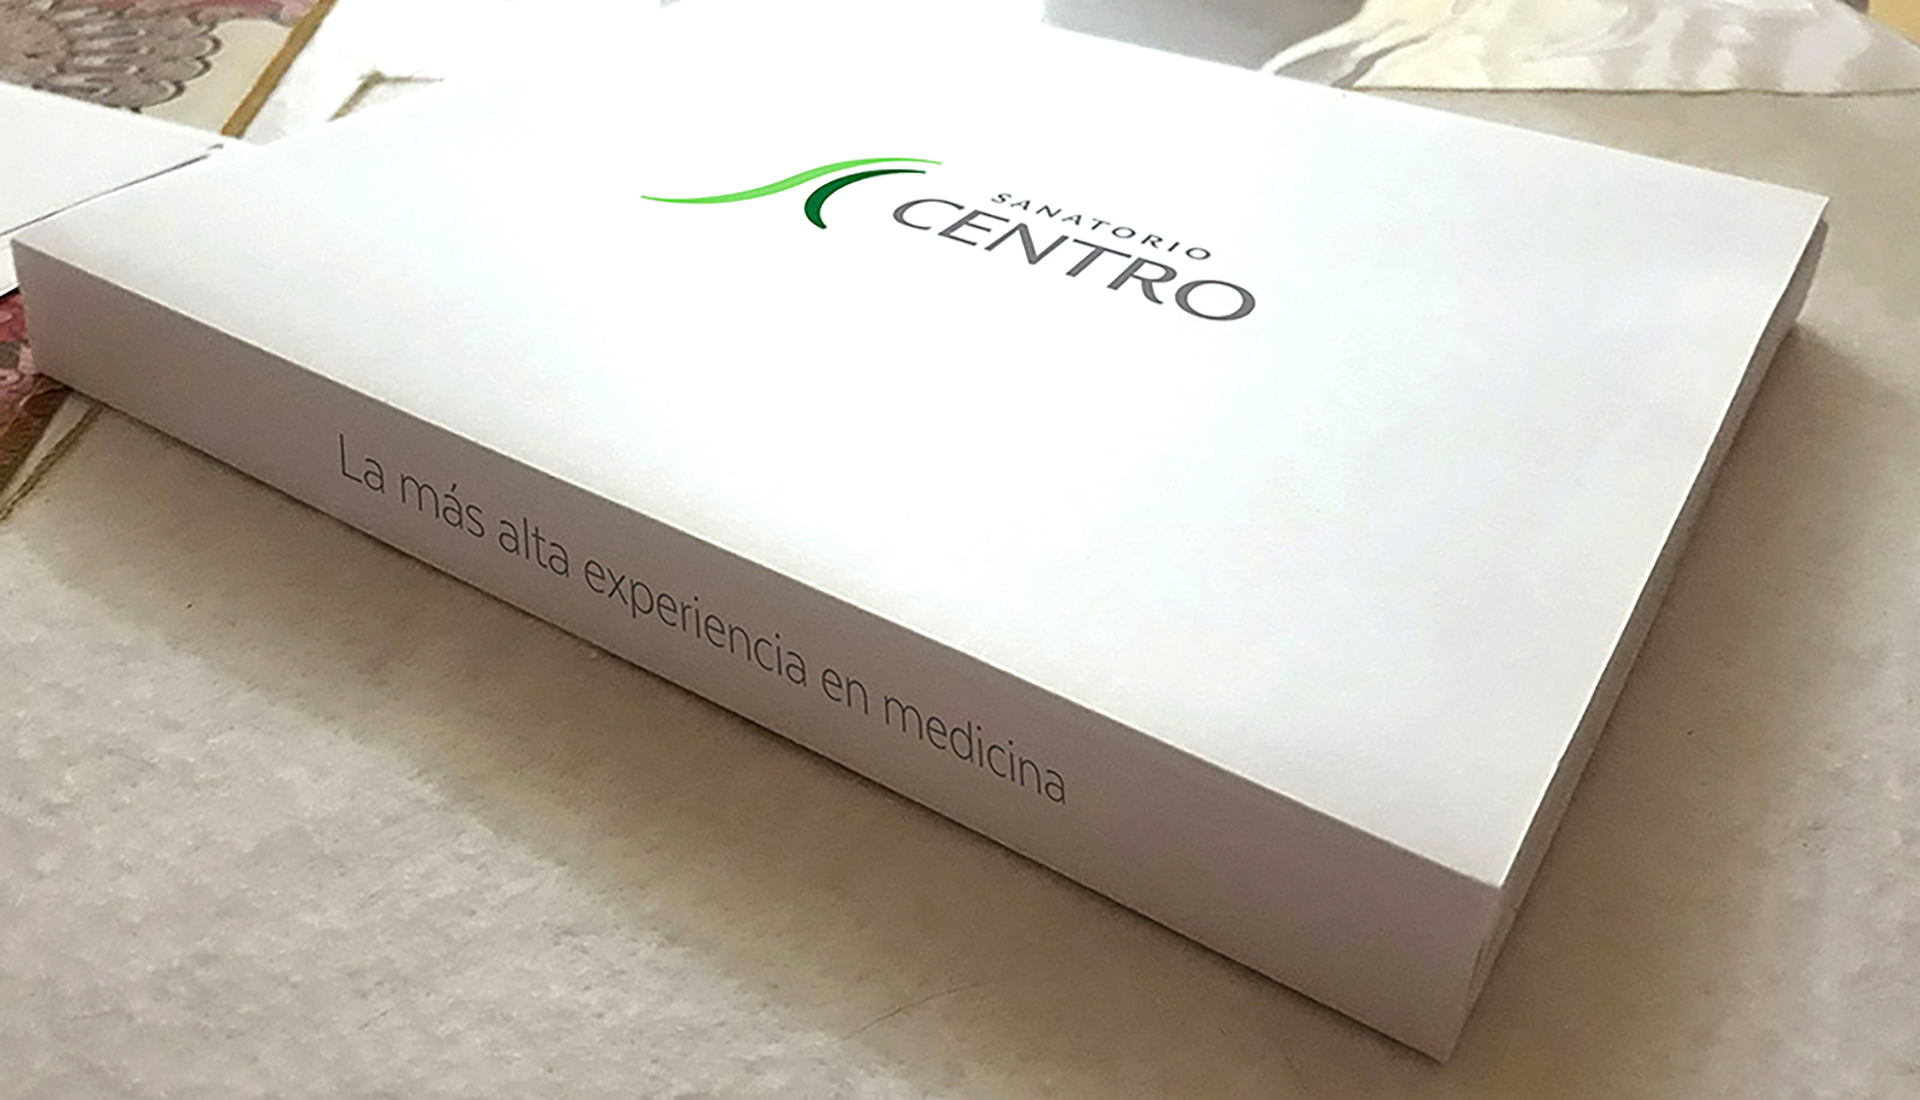 SANATORIO
CENTRO
La más alta experiencia en medicina